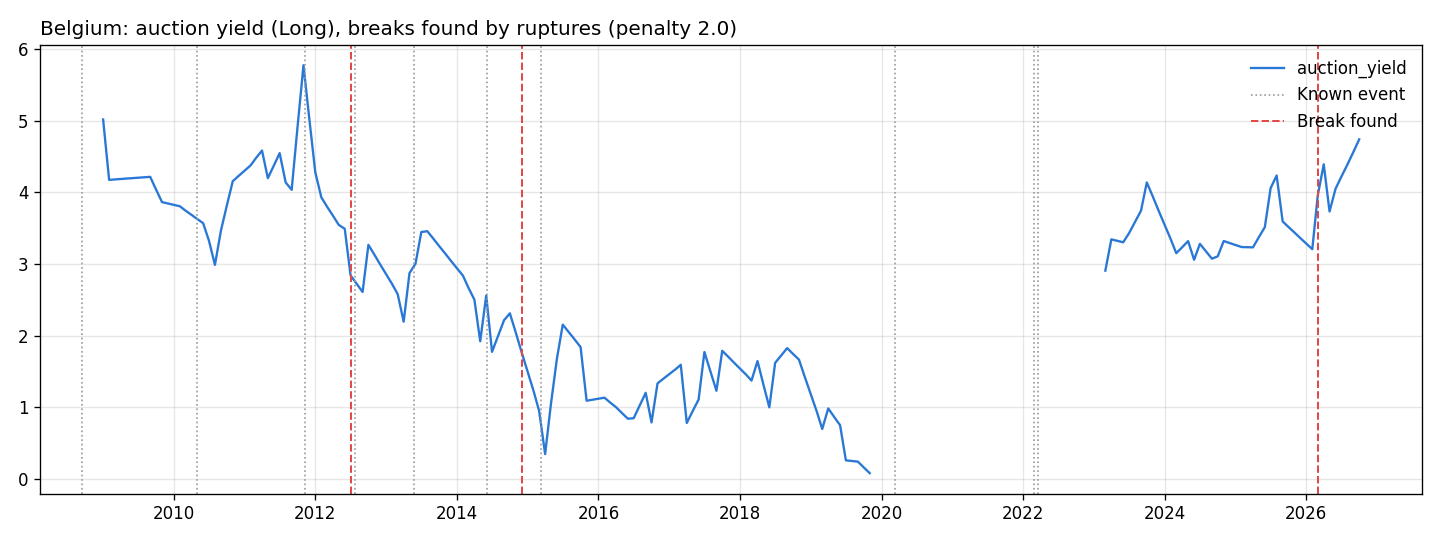 Belgium: auction yield (Long), breaks found by ruptures (penalty 2.0)
6
5
4
3
2
1
0
auction_yield
Known event
Break found
2010 2012 2014 2016 2018 2020 2022 2024 2026